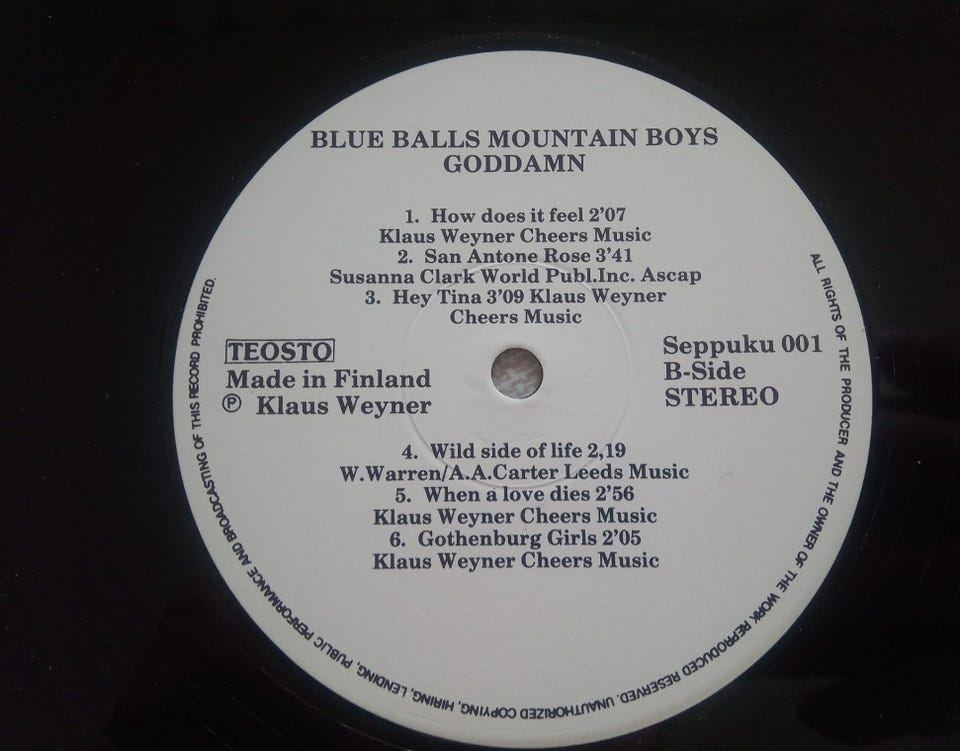 BLUE BALLS MOUNTAIN BOYS
GODDAMN
1. How does it feel 2'07
Klaus Weyner Cheers Music
2. San Antone Rose 3'41
Susanna Clark World Publ.Inc. Ascap
3. Hey Tina 3'09 Klaus Weyner
Cheers Music
TEOSTO
Made in Finland
℗ Klaus Weyner
Seppuku 001
B-Side
STEREO
4. Wild side of life 2,19
W.Warren/A.A.Carter Leeds Music
5. When a love dies 2'56
Klaus Weyner Cheers Music
6. Gothenburg Girls 2'05
Klaus Weyner Cheers Music
ALL RIGHTS OF THE PRODUCER AND THE OWNER OF THE WORK REPRODUCED RESERVED. UNAUTHORIZED COPYING, HIRING, LENDING, PUBLIC PERFORMANCE AND BROADCASTING OF THIS RECORD PROHIBITED.